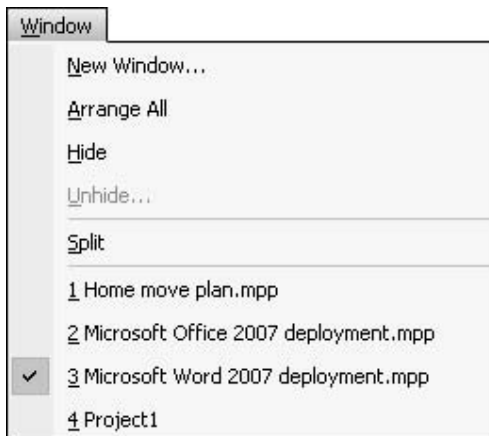 Window
New Window...
Arrange All
Hide
Unhide...
Split
1 Home move plan.mpp
2 Microsoft Office 2007 deployment.mpp
3 Microsoft Word 2007 deployment.mpp
4 Project1